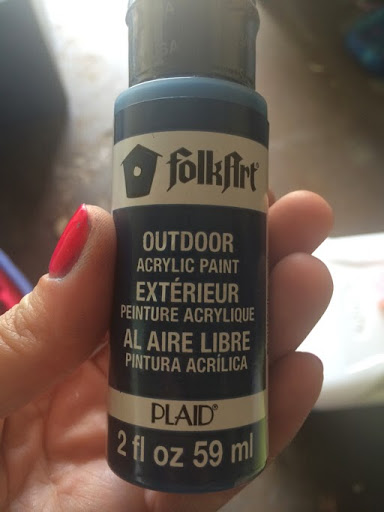 folkArt®
OUTDOOR
ACRYLIC PAINT
EXTÉRIEUR
PEINTURE ACRYLIQUE
AL AIRE LIBRE
PINTURA ACRÍLICA
PLAID®
2 fl oz 59 ml